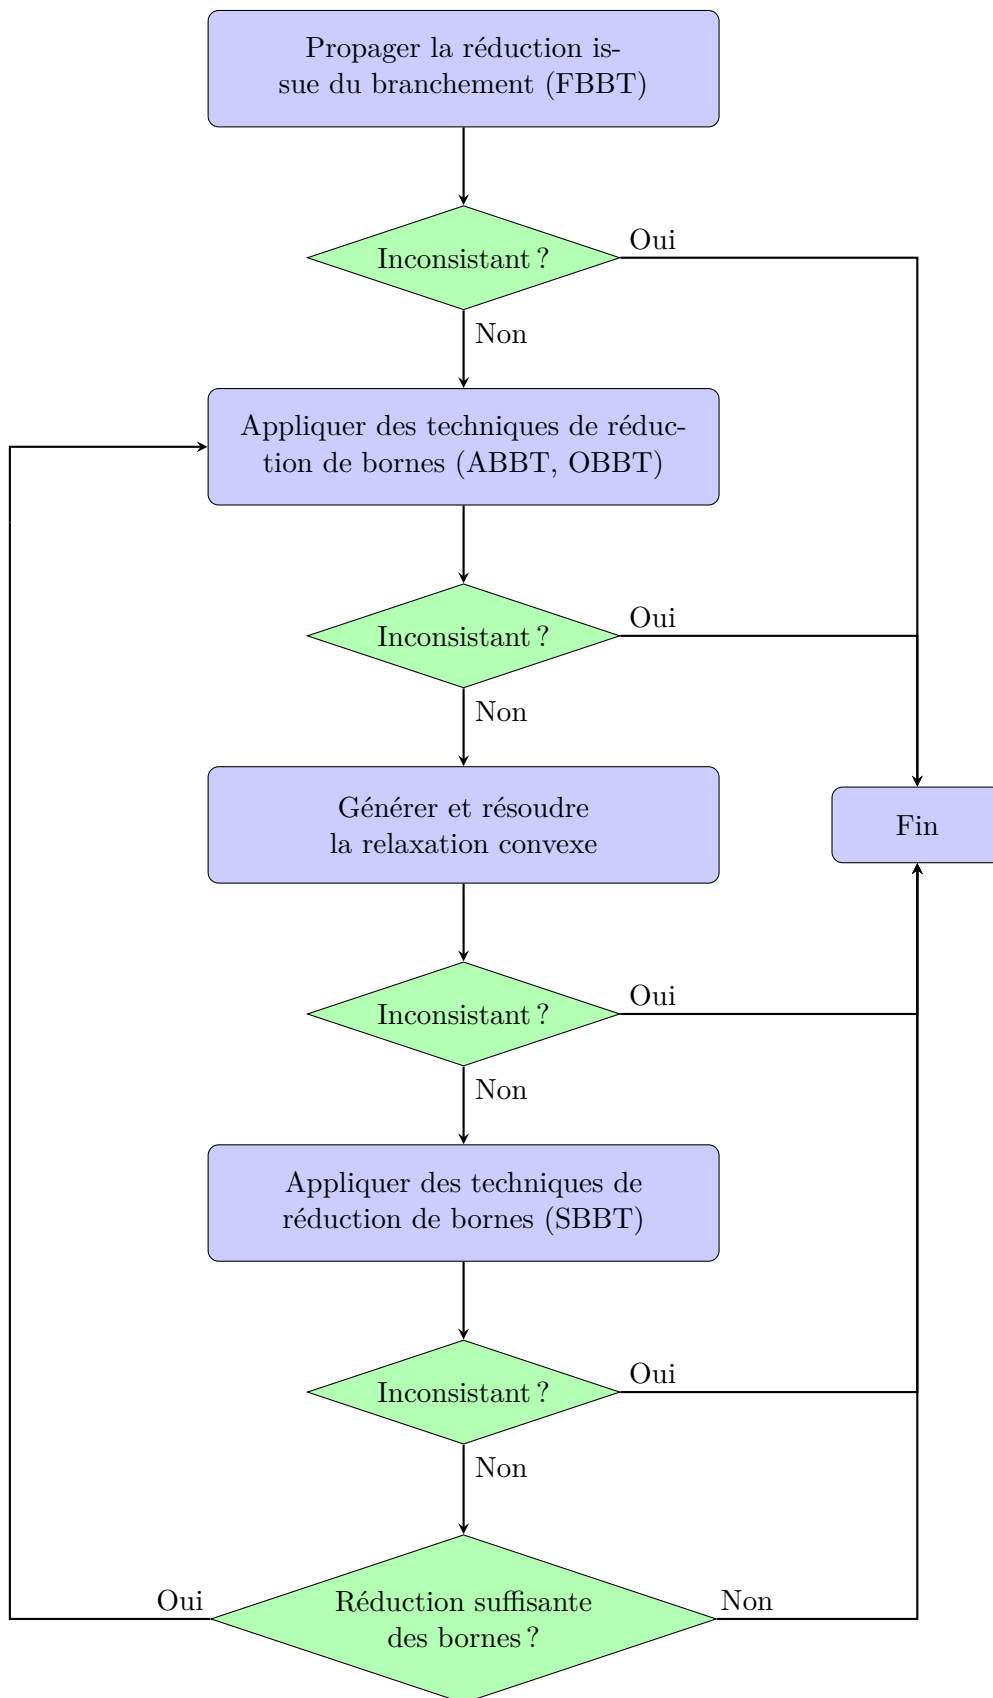 Propager la réduction is-
sue du branchement (FBBT)
Inconsistant ?
Oui
Non
Appliquer des techniques de réduc-
tion de bornes (ABBT, OBBT)
Inconsistant ?
Oui
Non
Générer et résoudre
la relaxation convexe
Fin
Inconsistant ?
Oui
Non
Appliquer des techniques de
réduction de bornes (SBBT)
Inconsistant ?
Oui
Non
Oui
Réduction suffisante
des bornes ?
Non